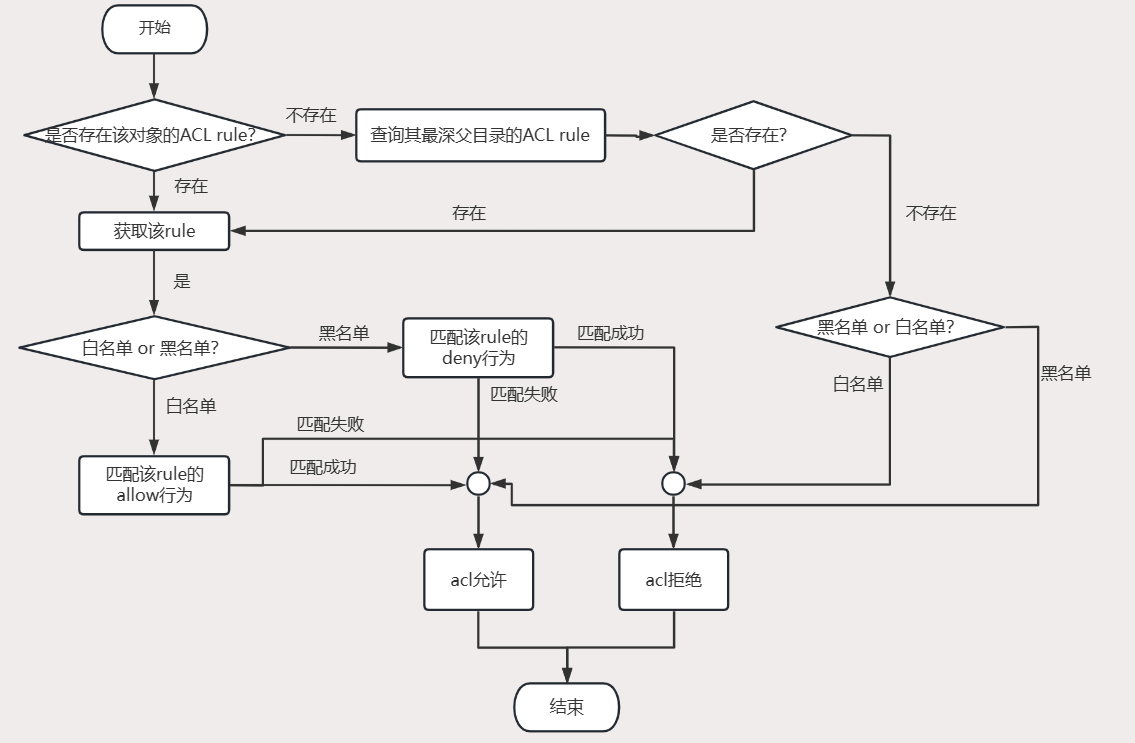 开始
是否存在该对象的ACL rule?
不存在
查询其最深父目录的ACL rule
是否存在?
存在
存在
不存在
获取该rule
是
白名单 or 黑名单?
黑名单
匹配该rule的
deny行为
匹配成功
黑名单 or 白名单?
匹配失败
白名单
黑名单
白名单
匹配失败
匹配该rule的
allow行为
匹配成功
acl允许
acl拒绝
结束